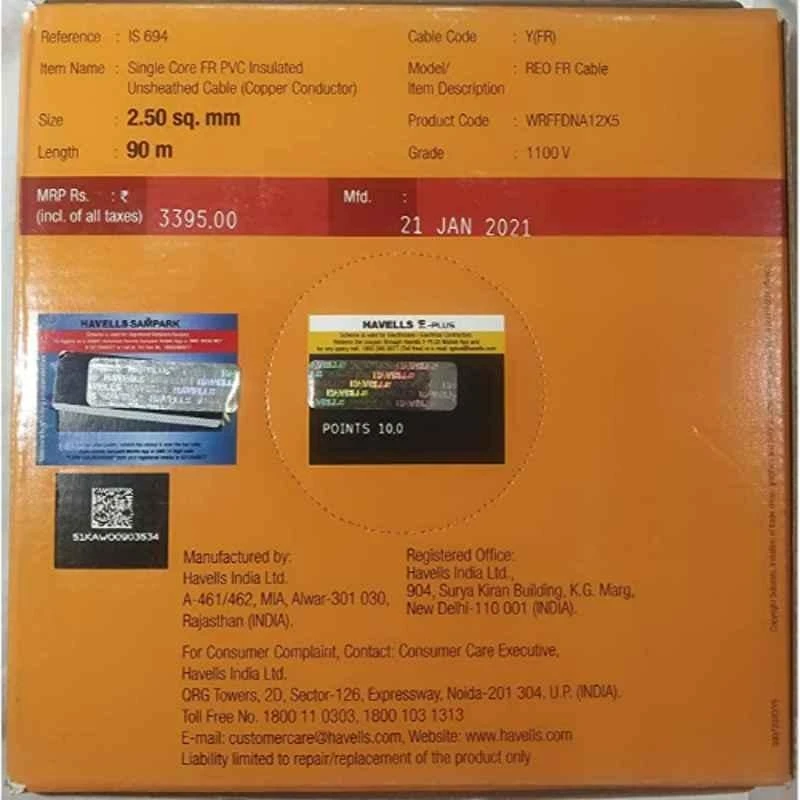 Reference : IS 694
Item Name : Single Core FR PVC Insulated
Unsheathed Cable (Copper Conductor)
Size : 2.50 sq. mm
Length : 90 m
Cable Code : Y(FR)
Model/ : REO FR Cable
Item Description
Product Code : WRFFDNA12X5
Grade : 1100 V
MRP Rs. : ₹
(incl. of all taxes) 3395.00
Mfd. :
21 JAN 2021
HAVELLS SAMPARK
HAVELLS E-PLUS
HAVELLS
POINTS 10.0
51KAW00903534
Manufactured by:
Havells India Ltd.
A-461/462, MIA, Alwar-301 030,
Rajasthan (INDIA).
Registered Office:
Havells India Ltd.,
904, Surya Kiran Building, K.G. Marg,
New Delhi-110 001 (INDIA).
For Consumer Complaint, Contact: Consumer Care Executive,
Havells India Ltd.
QRG Towers, 2D, Sector-126, Expressway, Noida-201 304. U.P. (INDIA).
Toll Free No. 1800 11 0303, 1800 103 1313
E-mail: customercare@havells.com, Website: www.havells.com
Liability limited to repair/replacement of the product only